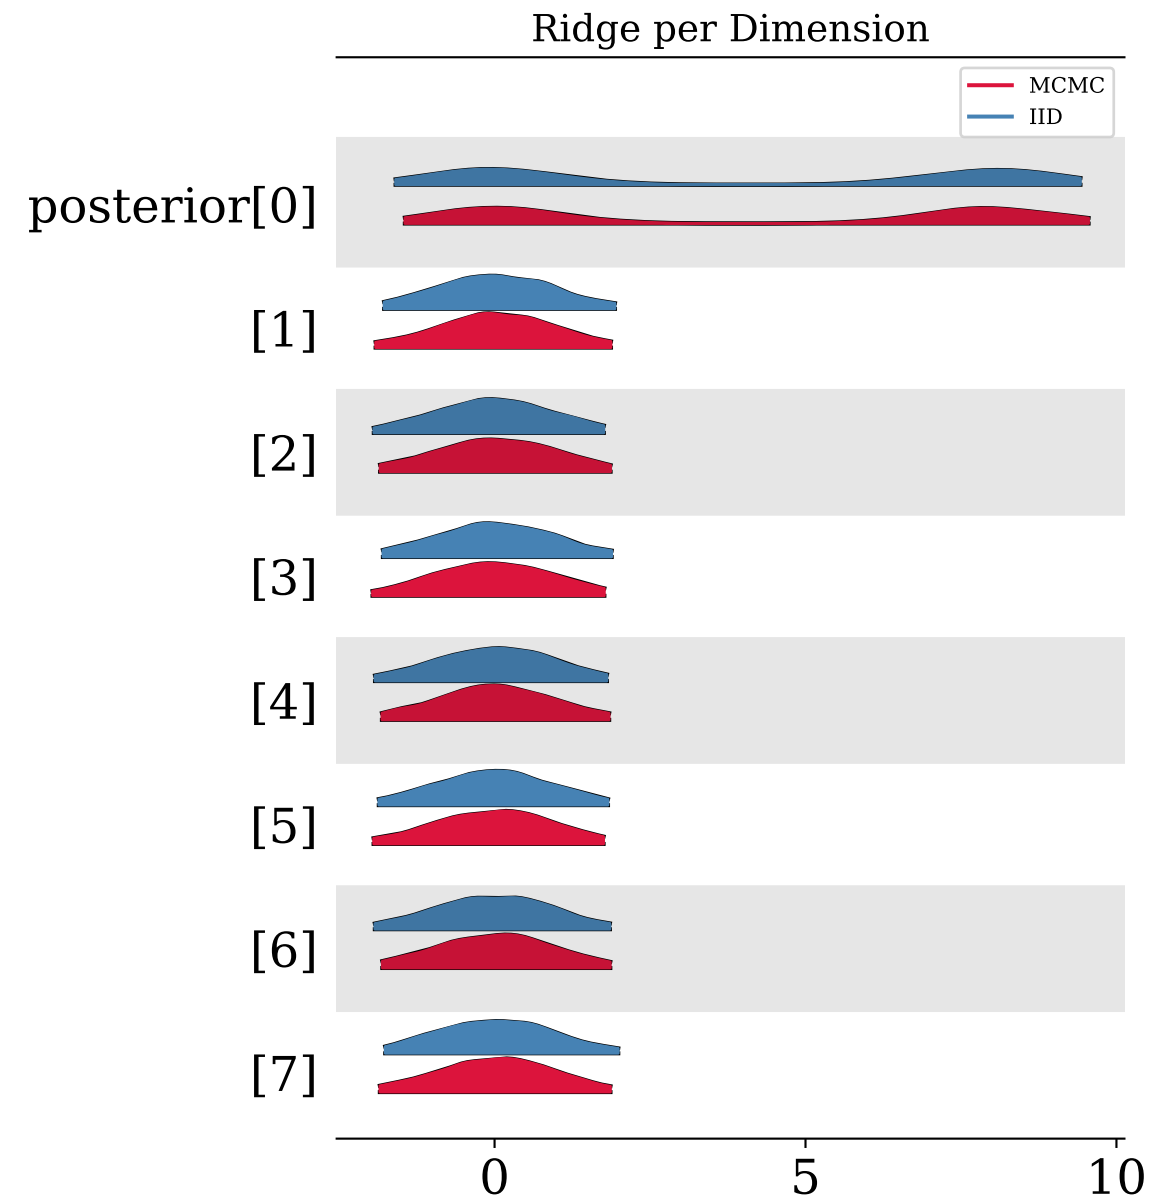 Ridge per Dimension
MCMC
IID
posterior[0]
[1]
[2]
[3]
[4]
[5]
[6]
[7]
0 5 10